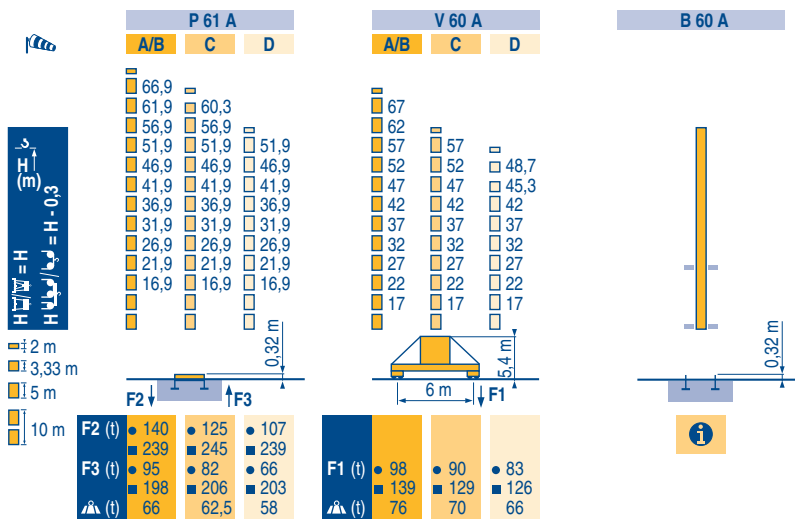 P 61 A V 60 A B 60 A
A/B C D A/B C D
66,9 67
61,9 60,3 62
56,9 56,9 57 57
51,9 51,9 51,9 52 52 48,7
46,9 46,9 46,9 47 47 45,3
41,9 41,9 41,9 42 42 42
36,9 36,9 36,9 37 37 37
31,9 31,9 31,9 32 32 32
26,9 26,9 26,9 27 27 27
21,9 21,9 21,9 22 22 22
16,9 16,9 16,9 17 17 17
H
(m)
H / = H
H / = H - 0,3
2 m
3,33 m
5 m
10 m
0,32 m
5,4 m
0,32 m
F2 F3
6 m F1
F2 (t) 140 125 107
239 245 239
F3 (t) 95 82 66 F1 (t) 98 90 83
198 206 203 139 129 126
(t) 66 62,5 58 (t) 76 70 66
i